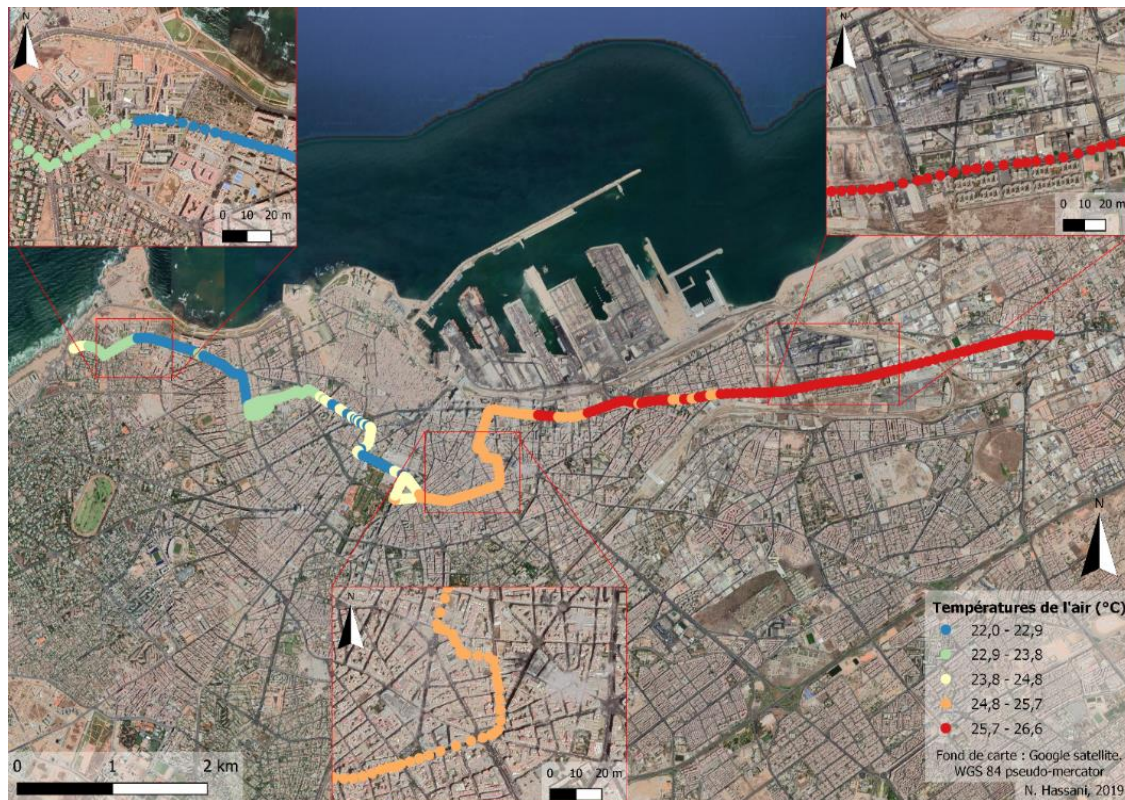 N
0 10 20 m
N
0 10 20 m
N
0 10 20 m
N
0 1 2 km
Températures de l'air (°C)
22,0 - 22,9
22,9 - 23,8
23,8 - 24,8
24,8 - 25,7
25,7 - 26,6
Fond de carte : Google satellite.
WGS 84 pseudo-mercator
N. Hassani, 2019